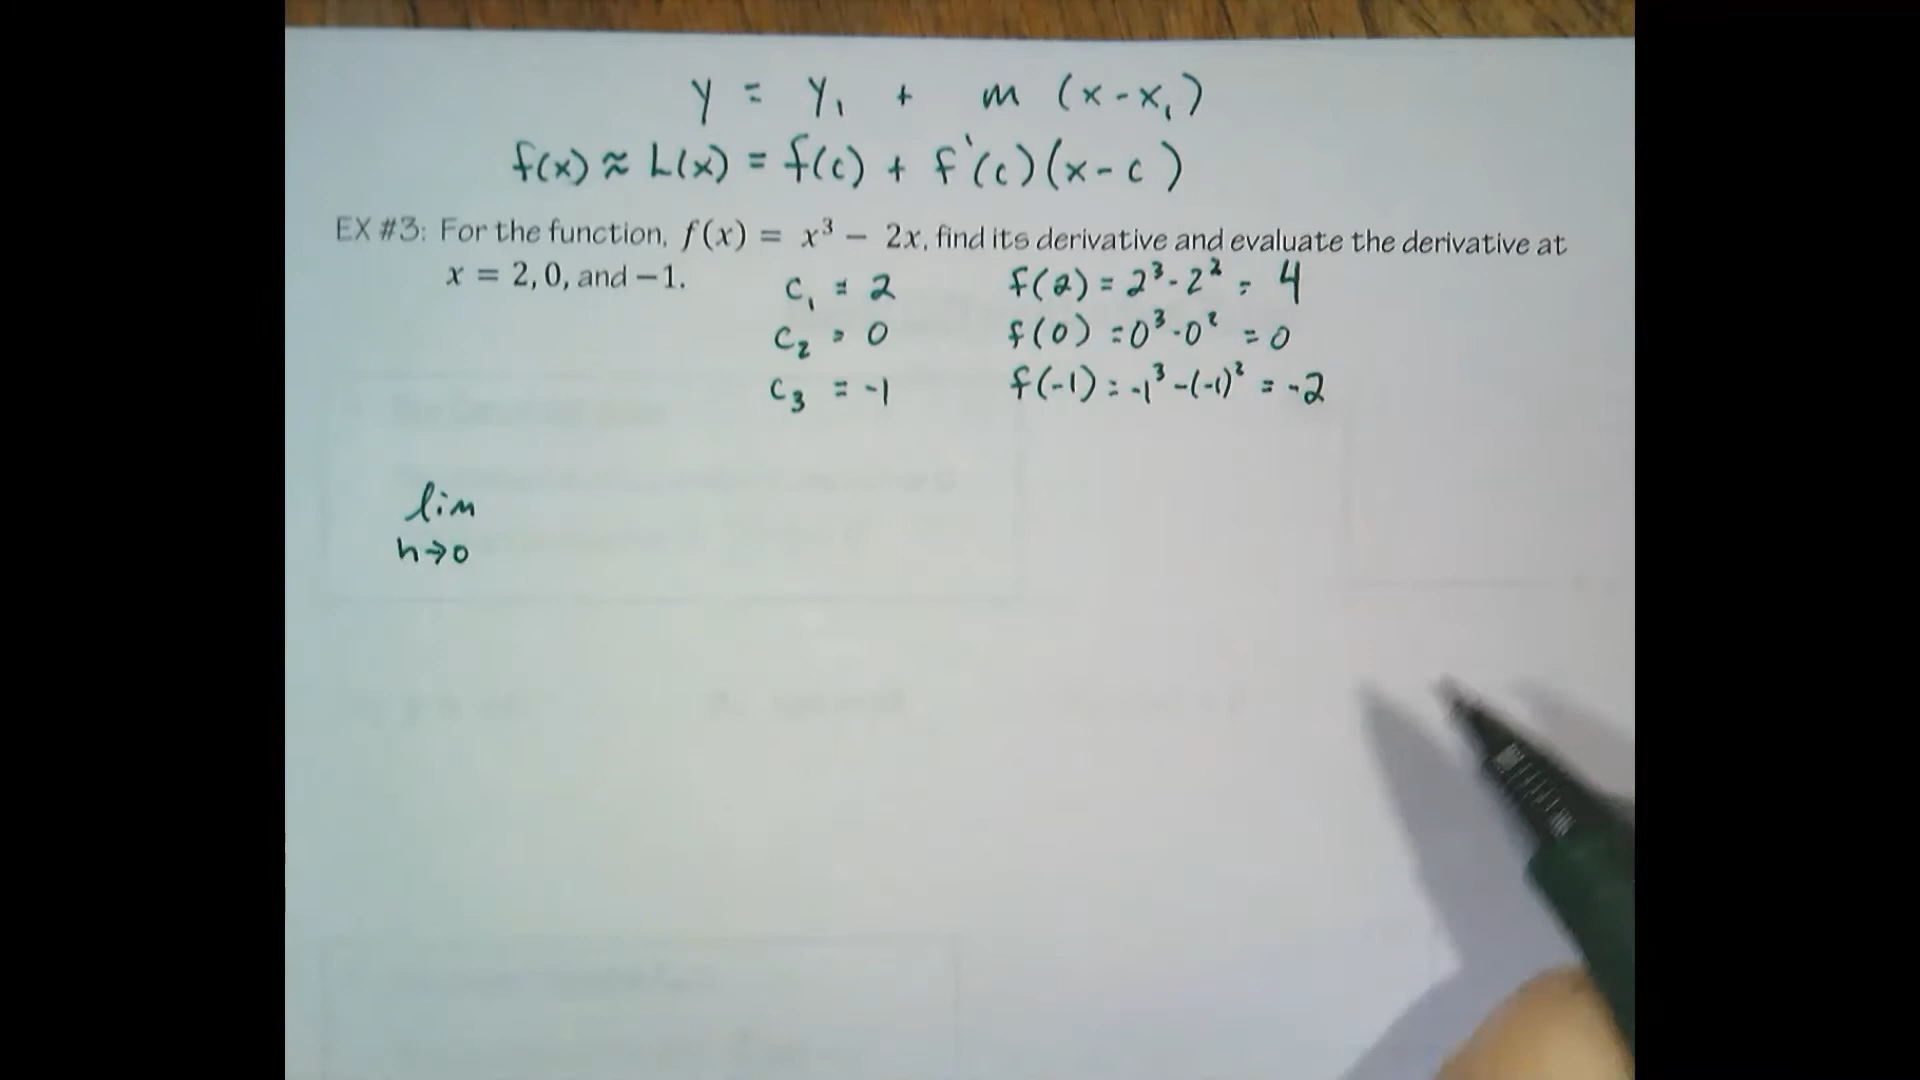 y = y₁ + m (x - x₁)
f(x) ≈ L(x) = f(c) + f'(c)(x - c)
EX #3: For the function, f(x) = x³ − 2x, find its derivative and evaluate the derivative at
x = 2, 0, and −1.
c₁ = 2 f(2) = 2³ - 2² = 4
c₂ = 0 f(0) = 0³ - 0² = 0
c₃ = -1 f(-1) = -1³ - (-1)² = -2
lim
h→0